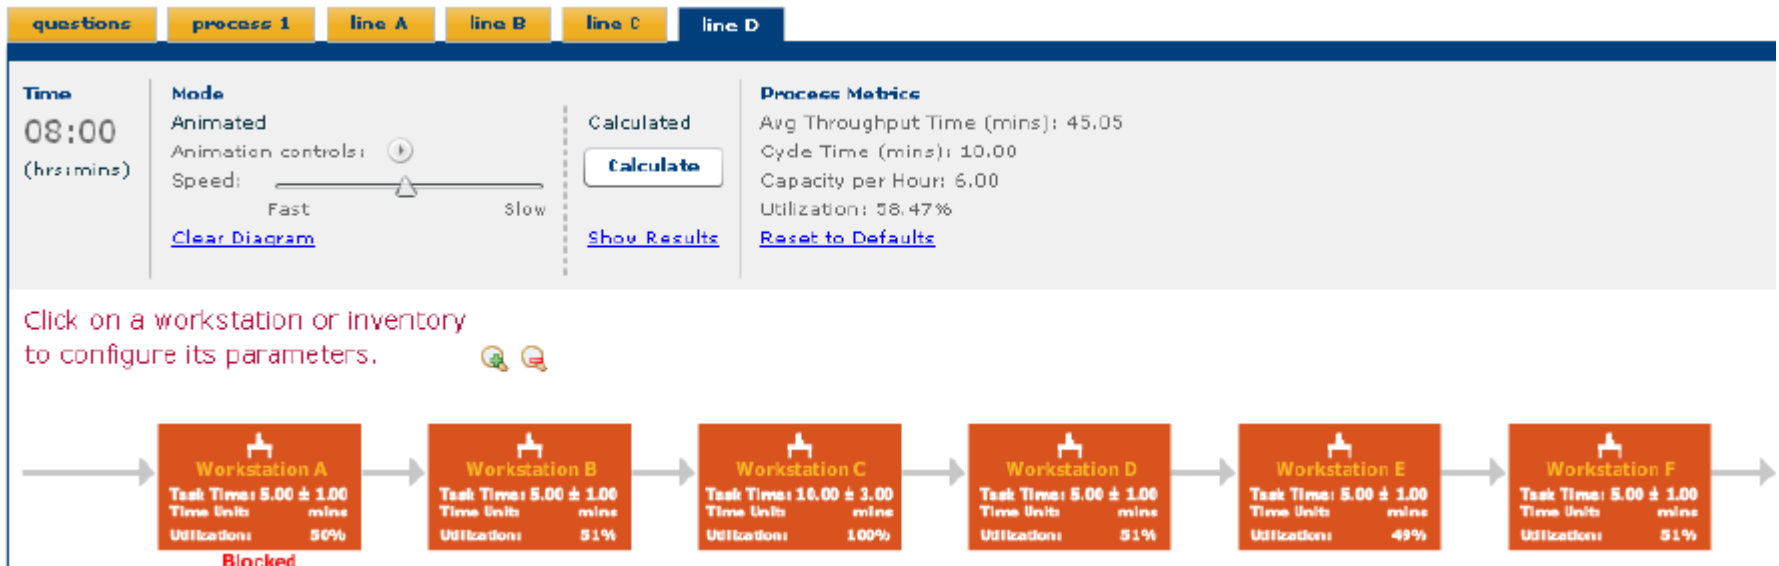 questions process 1 line A line B line C line D
Time
08:00
(hrs:mins)
Mode
Animated
Animation controls:
Speed:
Fast Slow
Clear Diagram
Calculated
Calculate
Show Results
Process Metrics
Avg Throughput Time (mins): 45.05
Cycle Time (mins): 10.00
Capacity per Hour: 6.00
Utilization: 58.47%
Reset to Defaults
Click on a workstation or inventory
to configure its parameters.
Workstation A
Task Time: 5.00 ± 1.00
Time Unit: mins
Utilization: 50%
Blocked
Workstation B
Task Time: 5.00 ± 1.00
Time Unit: mins
Utilization: 51%
Workstation C
Task Time: 10.00 ± 3.00
Time Unit: mins
Utilization: 100%
Workstation D
Task Time: 5.00 ± 1.00
Time Unit: mins
Utilization: 51%
Workstation E
Task Time: 5.00 ± 1.00
Time Unit: mins
Utilization: 49%
Workstation F
Task Time: 5.00 ± 1.00
Time Unit: mins
Utilization: 51%